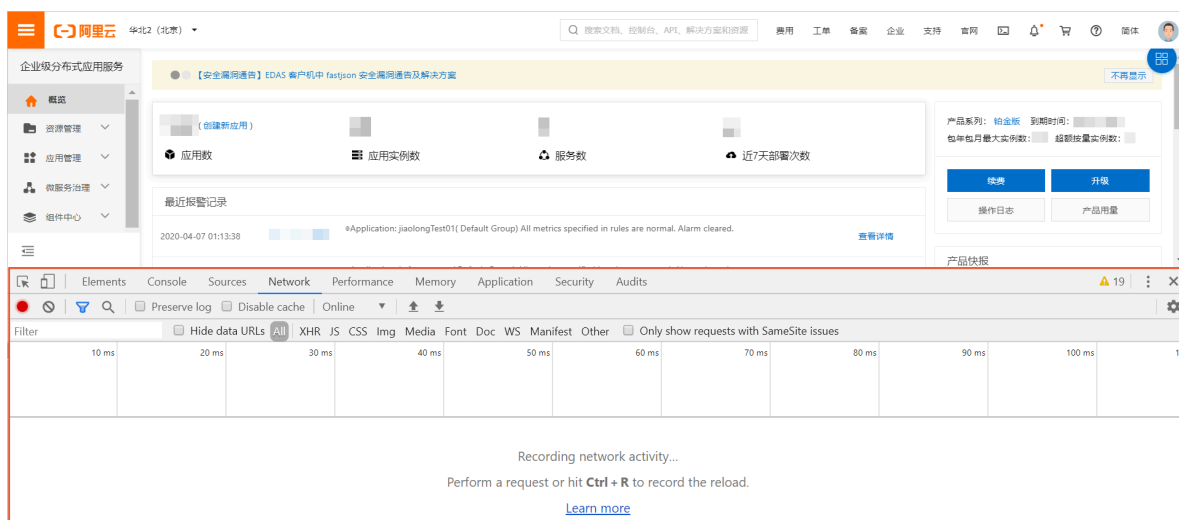 阿里云 华北2（北京） 搜索文档、控制台、API、解决方案和资源 费用 工单 备案 企业 支持 官网 简体
企业级分布式应用服务
【安全漏洞通告】EDAS 客户机中 fastjson 安全漏洞通告及解决方案 不再显示
概览
资源管理
应用管理
微服务治理
组件中心
(创建新应用)
应用数 应用实例数 服务数 近7天部署次数
产品系列： 铂金版 到期时间：
包年包月最大实例数： 超额按量实例数：
续费 升级
操作日志 产品用量
最近报警记录
2020-04-07 01:13:38 ※Application: jiaolongTest01( Default Group) All metrics specified in rules are normal. Alarm cleared. 查看详情
产品快报
Elements Console Sources Network Performance Memory Application Security Audits 19
Preserve log Disable cache Online
Filter Hide data URLs All XHR JS CSS Img Media Font Doc WS Manifest Other Only show requests with SameSite issues
10 ms 20 ms 30 ms 40 ms 50 ms 60 ms 70 ms 80 ms 90 ms 100 ms 1
Recording network activity...
Perform a request or hit Ctrl + R to record the reload.
Learn more